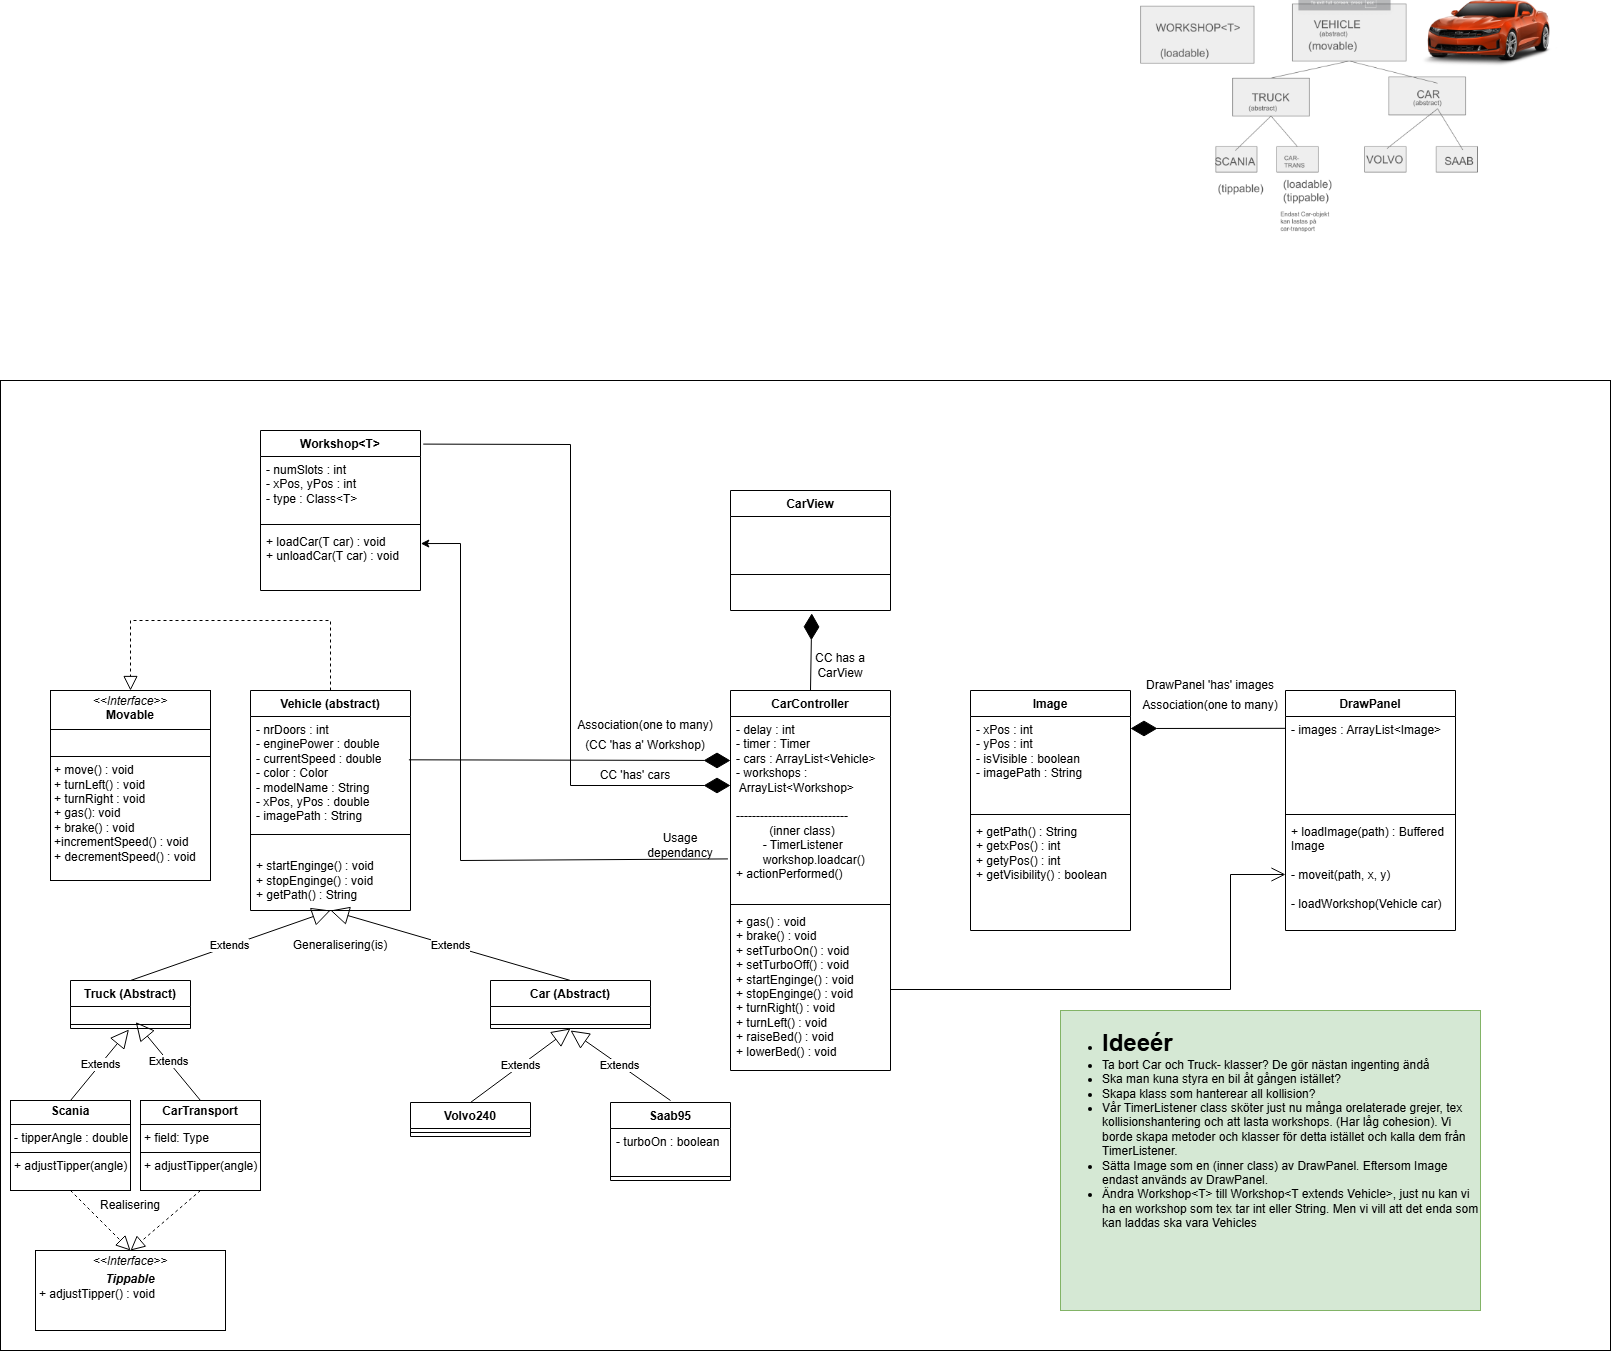 WORKSHOP<T>
(loadable)
VEHICLE
(abstract)
(movable)
TRUCK
(abstract)
CAR
(abstract)
SCANIA
(tippable)
CAR-
TRANS
(loadable)
(tippable)
Endast Car-objekt
kan lastas på
car-transport
VOLVO
SAAB
Workshop<T>
- numSlots : int
- xPos, yPos : int
- type : Class<T>
+ loadCar(T car) : void
+ unloadCar(T car) : void
CarView
CC has a
CarView
<<Interface>>
Movable
+ move() : void
+ turnLeft() : void
+ turnRight : void
+ gas(): void
+ brake() : void
+incrementSpeed() : void
+ decrementSpeed() : void
Vehicle (abstract)
- nrDoors : int
- enginePower : double
- currentSpeed : double
- color : Color
- modelName : String
- xPos, yPos : double
- imagePath : String
+ startEnginge() : void
+ stopEnginge() : void
+ getPath() : String
Association(one to many)
(CC 'has a' Workshop)
CC 'has' cars
Usage
dependancy
CarController
- delay : int
- timer : Timer
- cars : ArrayList<Vehicle>
- workshops :
ArrayList<Workshop>
----------------------------
(inner class)
- TimerListener
workshop.loadcar()
+ actionPerformed()
+ gas() : void
+ brake() : void
+ setTurboOn() : void
+ setTurboOff() : void
+ startEnginge() : void
+ stopEnginge() : void
+ turnRight() : void
+ turnLeft() : void
+ raiseBed() : void
+ lowerBed() : void
Image
- xPos : int
- yPos : int
- isVisible : boolean
- imagePath : String
+ getPath() : String
+ getxPos() : int
+ getyPos() : int
+ getVisibility() : boolean
DrawPanel 'has' images
Association(one to many)
DrawPanel
- images : ArrayList<Image>
+ loadImage(path) : Buffered
Image
- moveit(path, x, y)
- loadWorkshop(Vehicle car)
Extends
Generalisering(is)
Extends
Truck (Abstract)
Car (Abstract)
Extends
Extends
Extends
Extends
Scania
- tipperAngle : double
+ adjustTipper(angle)
CarTransport
+ field: Type
+ adjustTipper(angle)
Volvo240
Saab95
- turboOn : boolean
Realisering
<<Interface>>
Tippable
+ adjustTipper() : void
• Ideeér
• Ta bort Car och Truck- klasser? De gör nästan ingenting ändå
• Ska man kuna styra en bil åt gången istället?
• Skapa klass som hanterear all kollision?
• Vår TimerListener class sköter just nu många orelaterade grejer, tex
kollisionshantering och att lasta workshops. (Har låg cohesion). Vi
borde skapa metoder och klasser för detta istället och kalla dem från
TimerListener.
• Sätta Image som en (inner class) av DrawPanel. Eftersom Image
endast används av DrawPanel.
• Ändra Workshop<T> till Workshop<T extends Vehicle>, just nu kan vi
ha en workshop som tex tar int eller String. Men vi vill att det enda som
kan laddas ska vara Vehicles